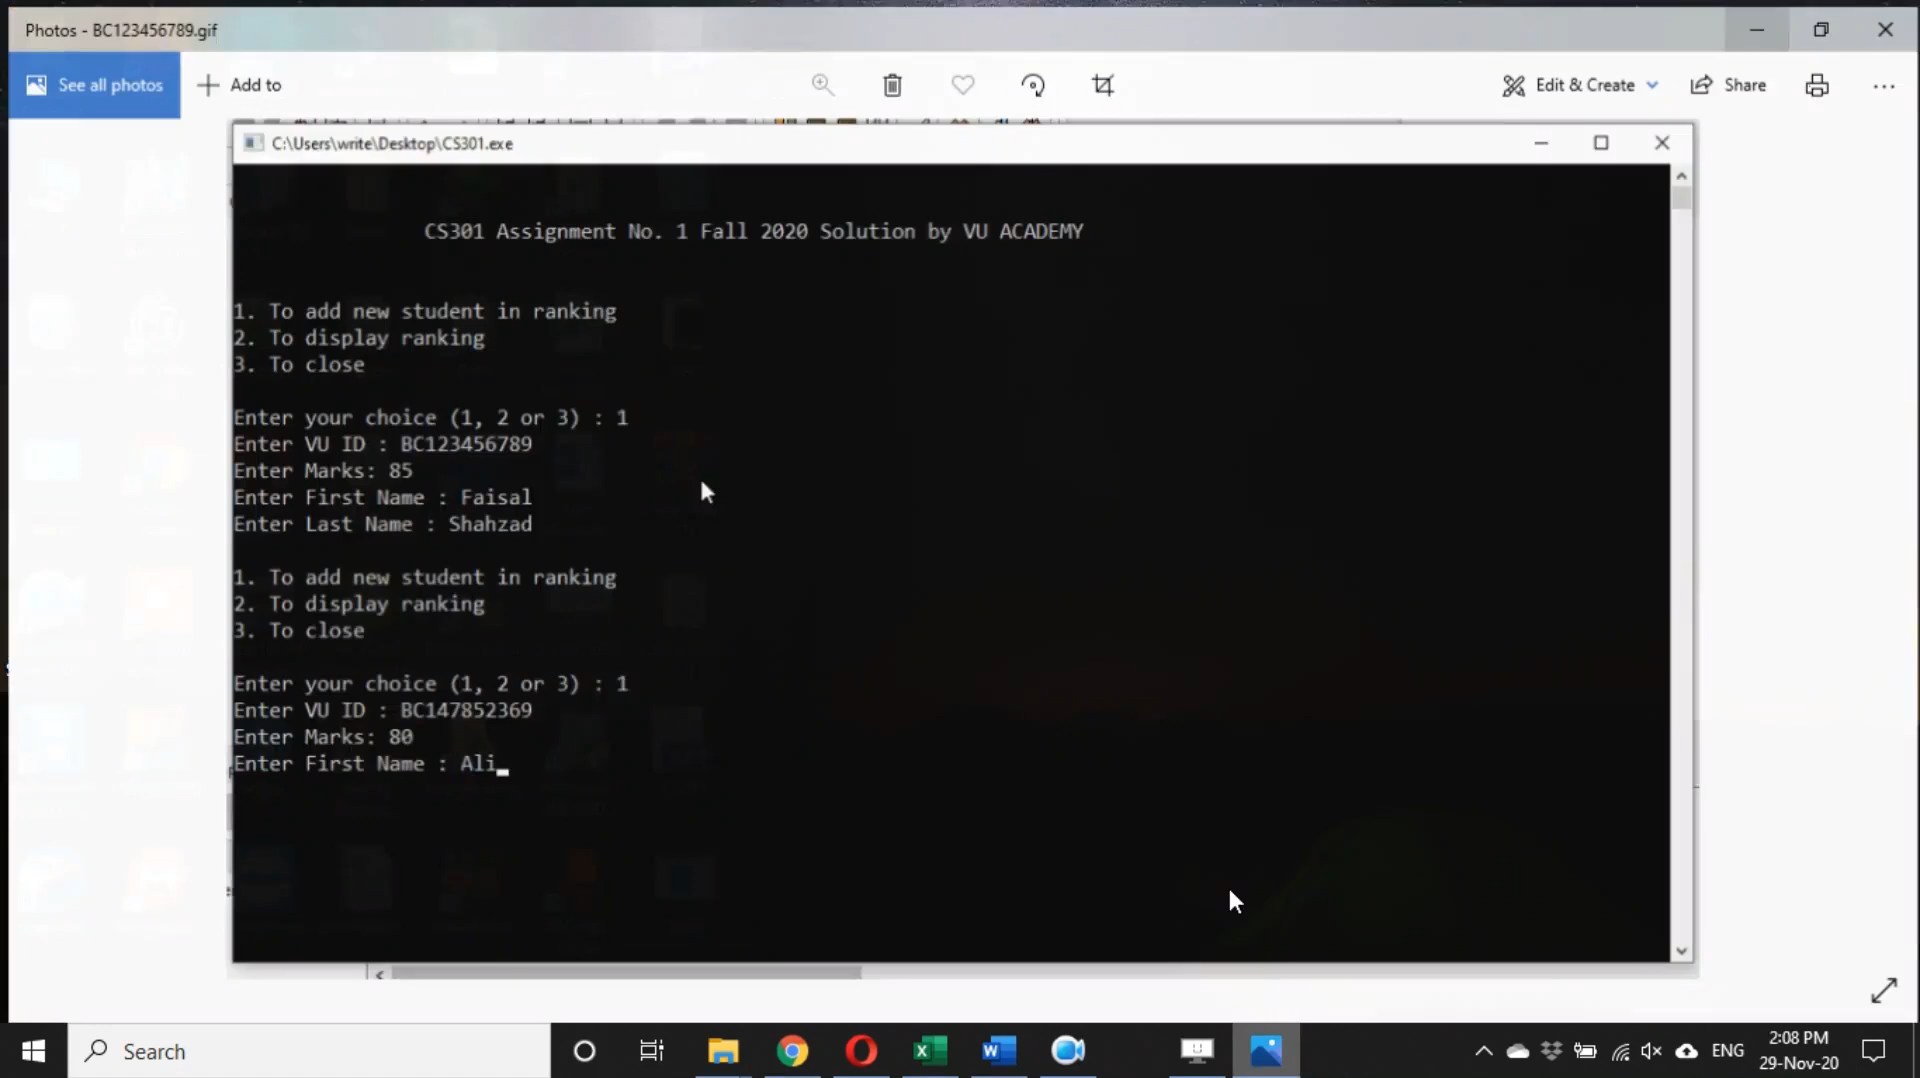 Photos - BC123456789.gif
See all photos
Add to
Edit & Create
Share
C:\Users\write\Desktop\CS301.exe
CS301 Assignment No. 1 Fall 2020 Solution by VU ACADEMY
1. To add new student in ranking
2. To display ranking
3. To close
Enter your choice (1, 2 or 3) : 1
Enter VU ID : BC123456789
Enter Marks: 85
Enter First Name : Faisal
Enter Last Name : Shahzad
1. To add new student in ranking
2. To display ranking
3. To close
Enter your choice (1, 2 or 3) : 1
Enter VU ID : BC147852369
Enter Marks: 80
Enter First Name : Ali
Search
ENG
2:08 PM
29-Nov-20